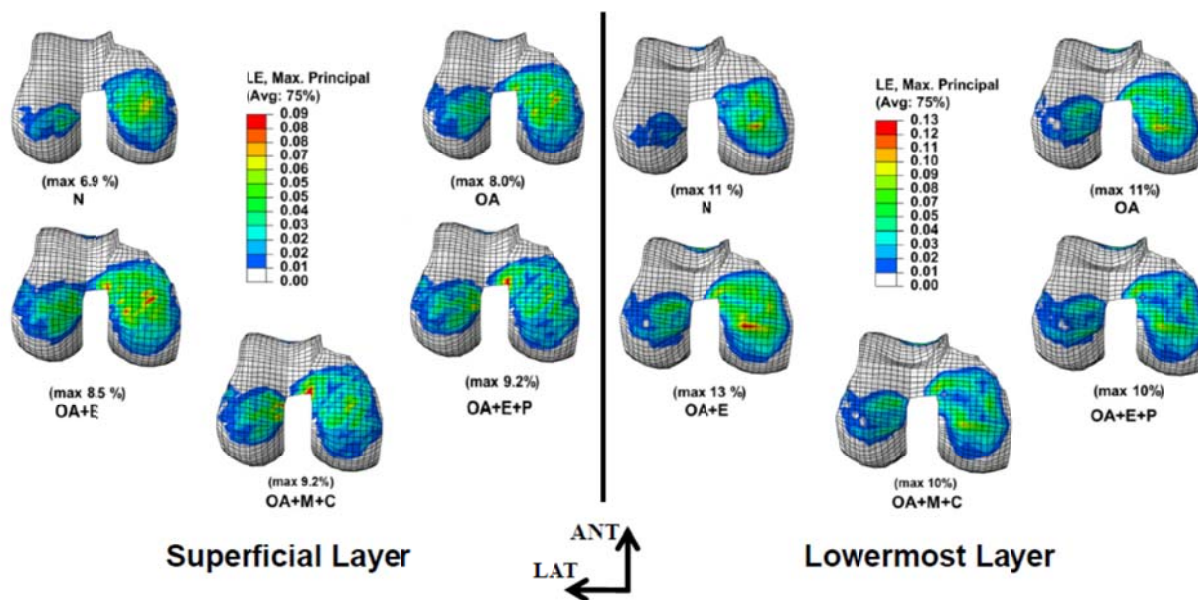 LE, Max. Principal
(Avg: 75%)
0.09
0.08
0.07
0.06
0.05
0.05
0.04
0.03
0.02
0.02
0.01
0.00
(max 6.9 %)
N
(max 8.0%)
OA
(max 8.5 %)
OA+E
(max 9.2%)
OA+E+P
(max 9.2%)
OA+M+C
Superficial Layer
LE, Max. Principal
(Avg: 75%)
0.13
0.12
0.11
0.10
0.09
0.08
0.07
0.05
0.04
0.03
0.02
0.01
0.00
(max 11 %)
N
(max 11%)
OA
(max 13 %)
OA+E
(max 10%)
OA+E+P
(max 10%)
OA+M+C
Lowermost Layer
ANT
LAT